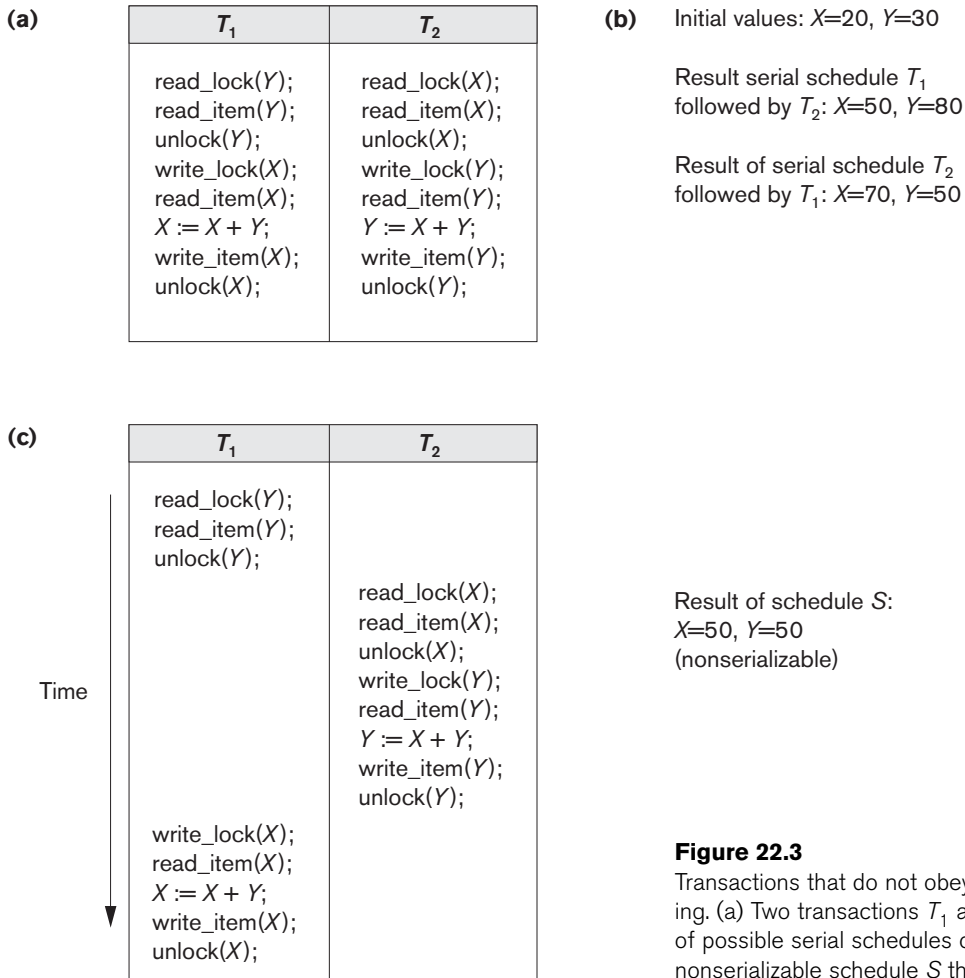 (a)
T1 T2
read_lock(Y); read_lock(X);
read_item(Y); read_item(X);
unlock(Y); unlock(X);
write_lock(X); write_lock(Y);
read_item(X); read_item(Y);
X := X + Y; Y := X + Y;
write_item(X); write_item(Y);
unlock(X); unlock(Y);
(b) Initial values: X=20, Y=30
Result serial schedule T1
followed by T2: X=50, Y=80
Result of serial schedule T2
followed by T1: X=70, Y=50
(c)
T1 T2
Time
read_lock(Y);
read_item(Y);
unlock(Y);
read_lock(X);
read_item(X);
unlock(X);
write_lock(Y);
read_item(Y);
Y := X + Y;
write_item(Y);
unlock(Y);
write_lock(X);
read_item(X);
X := X + Y;
write_item(X);
unlock(X);
Result of schedule S:
X=50, Y=50
(nonserializable)
Figure 22.3
Transactions that do not obey
ing. (a) Two transactions T1
of possible serial schedules
nonserializable schedule S